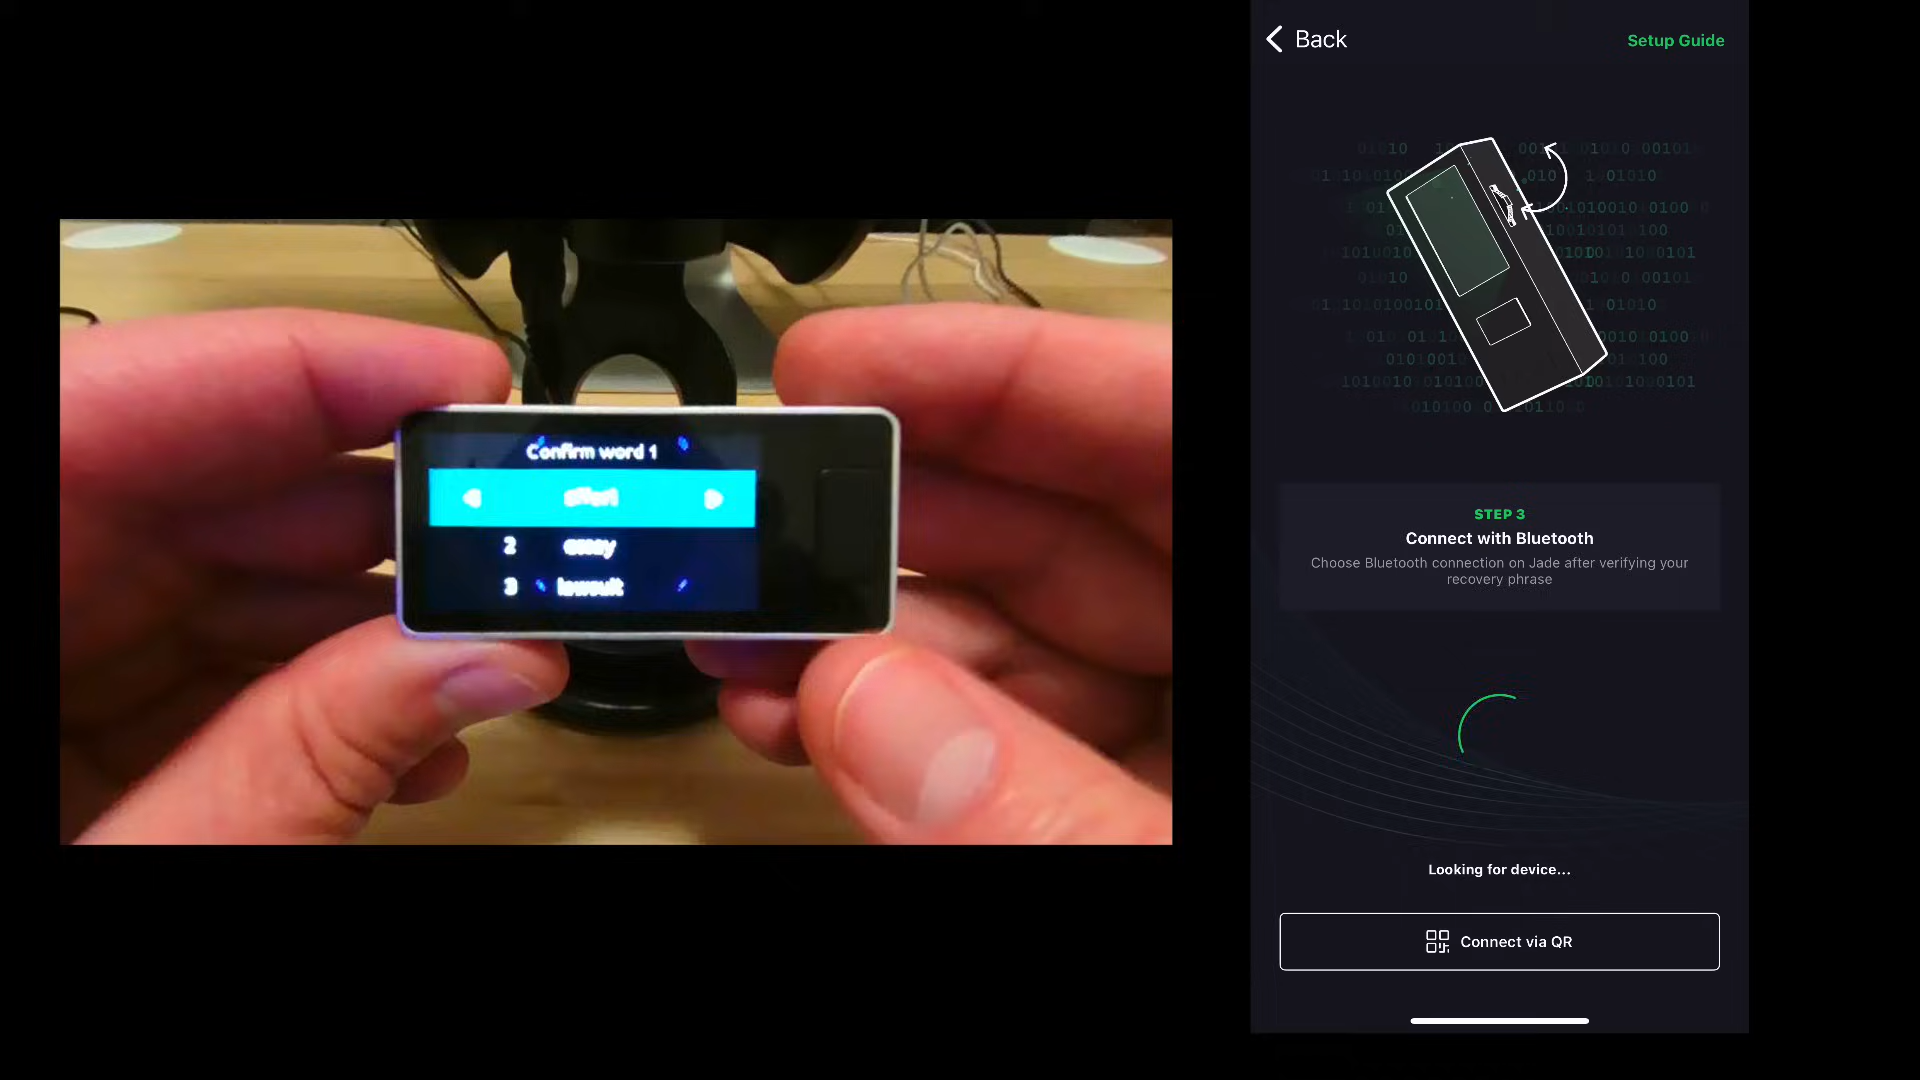 Confirm word 1
2
3 lawsuit
Back
Setup Guide
STEP 3
Connect with Bluetooth
Choose Bluetooth connection on Jade after verifying your
recovery phrase
Looking for device...
Connect via QR